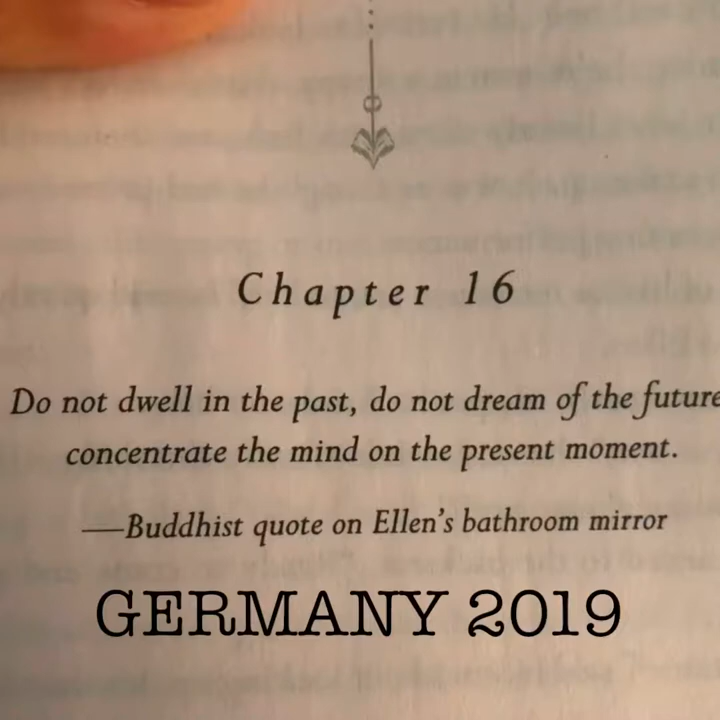 Chapter 16
Do not dwell in the past, do not dream of the future
concentrate the mind on the present moment.
—Buddhist quote on Ellen's bathroom mirror
GERMANY 2019